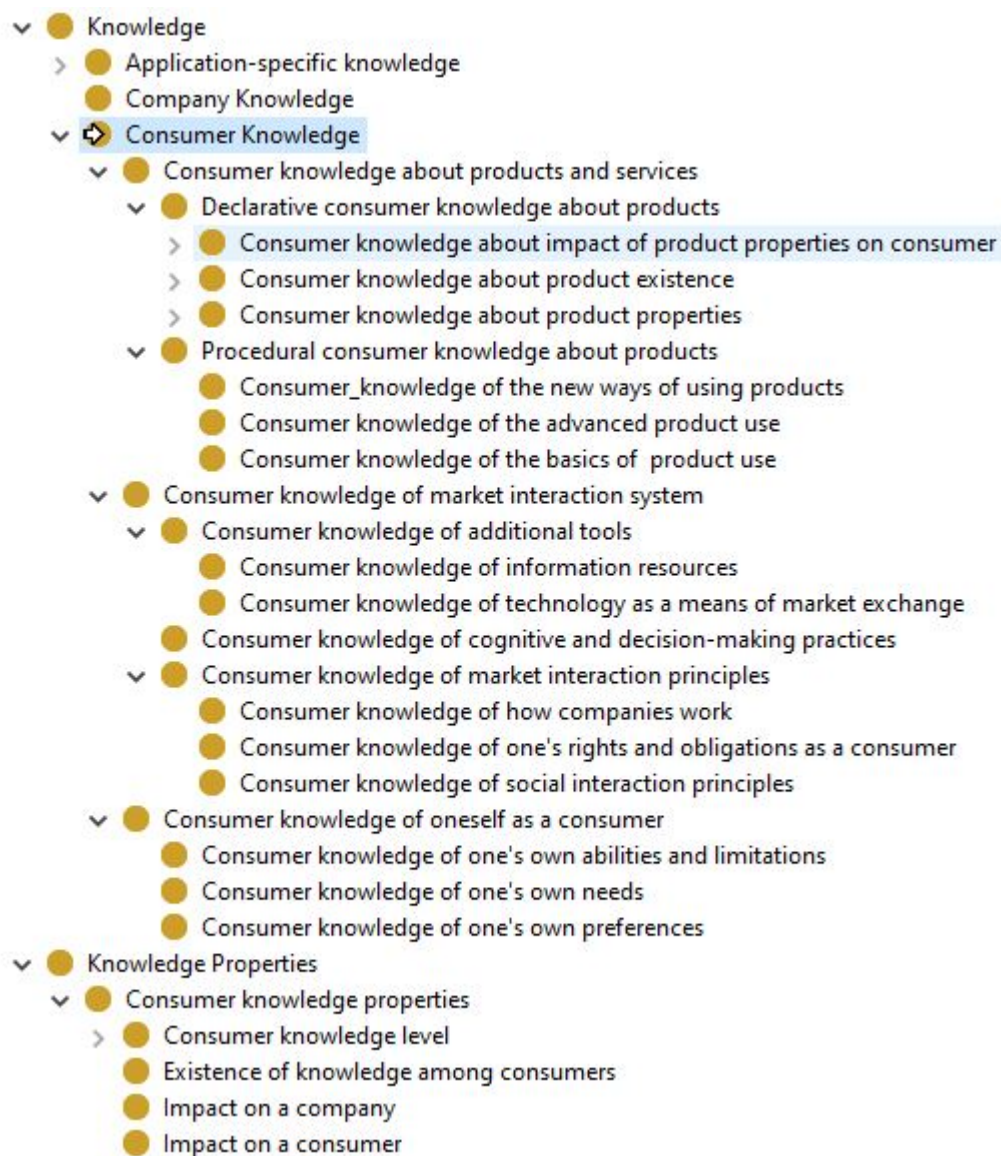 Knowledge
Application-specific knowledge
Company Knowledge
Consumer Knowledge
Consumer knowledge about products and services
Declarative consumer knowledge about products
Consumer knowledge about impact of product properties on consumer
Consumer knowledge about product existence
Consumer knowledge about product properties
Procedural consumer knowledge about products
Consumer_knowledge of the new ways of using products
Consumer knowledge of the advanced product use
Consumer knowledge of the basics of  product use
Consumer knowledge of market interaction system
Consumer knowledge of additional tools
Consumer knowledge of information resources
Consumer knowledge of technology as a means of market exchange
Consumer knowledge of cognitive and decision-making practices
Consumer knowledge of market interaction principles
Consumer knowledge of how companies work
Consumer knowledge of one's rights and obligations as a consumer
Consumer knowledge of social interaction principles
Consumer knowledge of oneself as a consumer
Consumer knowledge of one's own abilities and limitations
Consumer knowledge of one's own needs
Consumer knowledge of one's own preferences
Knowledge Properties
Consumer knowledge properties
Consumer knowledge level
Existence of knowledge among consumers
Impact on a company
Impact on a consumer